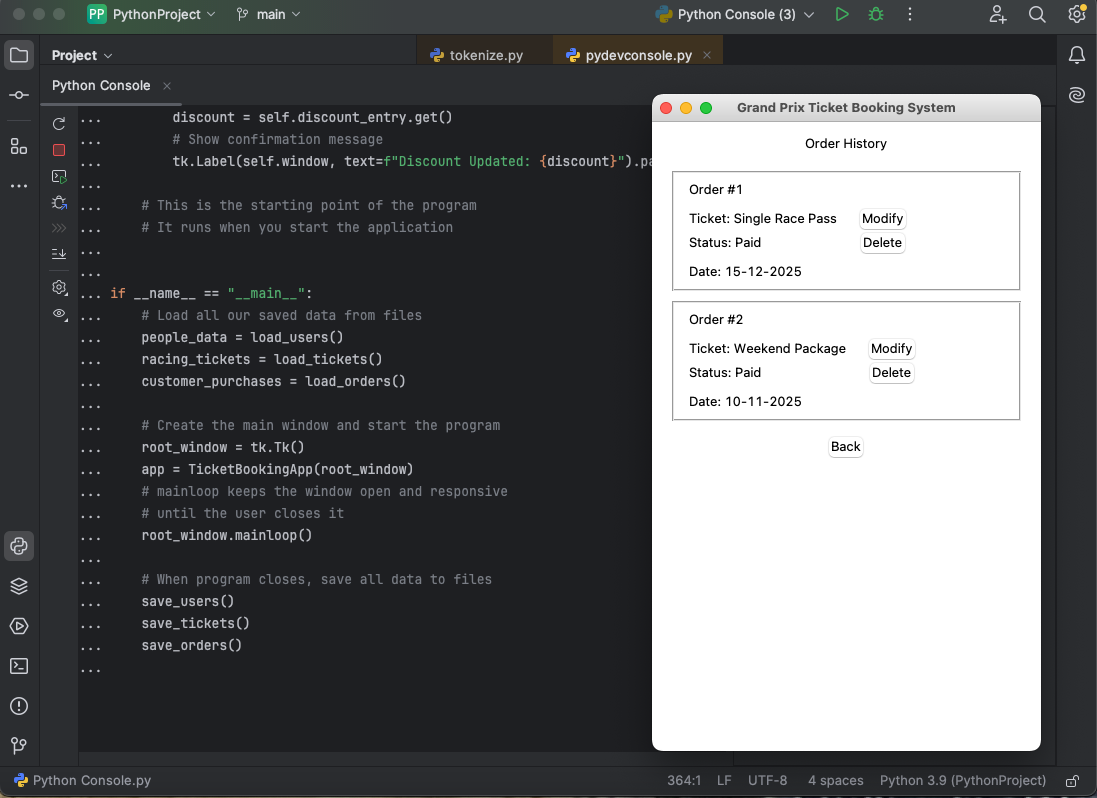 PP PythonProject main Python Console (3)
Project tokenize.py pydevconsole.py
Python Console
... discount = self.discount_entry.get()
... # Show confirmation message
... tk.Label(self.window, text=f"Discount Updated: {discount}").pa
...
... # This is the starting point of the program
... # It runs when you start the application
...
...
... if __name__ == "__main__":
... # Load all our saved data from files
... people_data = load_users()
... racing_tickets = load_tickets()
... customer_purchases = load_orders()
...
... # Create the main window and start the program
... root_window = tk.Tk()
... app = TicketBookingApp(root_window)
... # mainloop keeps the window open and responsive
... # until the user closes it
... root_window.mainloop()
...
... # When program closes, save all data to files
... save_users()
... save_tickets()
... save_orders()
...
Grand Prix Ticket Booking System
Order History
Order #1
Ticket: Single Race Pass Modify
Status: Paid Delete
Date: 15-12-2025
Order #2
Ticket: Weekend Package Modify
Status: Paid Delete
Date: 10-11-2025
Back
Python Console.py 364:1 LF UTF-8 4 spaces Python 3.9 (PythonProject)